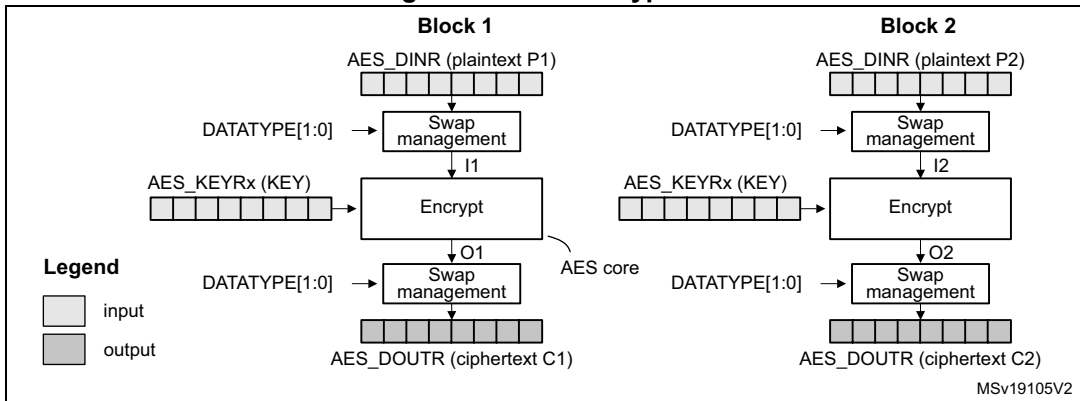 Block 1
AES_DINR (plaintext P1)
DATATYPE[1:0]
Swap
management
I1
AES_KEYRx (KEY)
Encrypt
O1
AES core
DATATYPE[1:0]
Swap
management
AES_DOUTR (ciphertext C1)
Block 2
AES_DINR (plaintext P2)
DATATYPE[1:0]
Swap
management
I2
AES_KEYRx (KEY)
Encrypt
O2
DATATYPE[1:0]
Swap
management
AES_DOUTR (ciphertext C2)
Legend
input
output
MSv19105V2